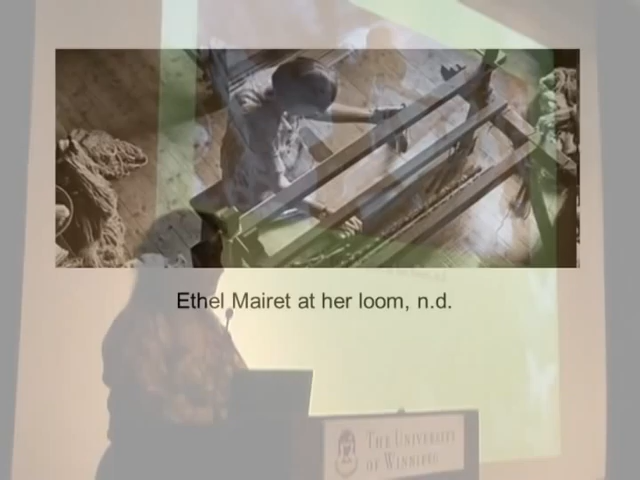 Ethel Mairet at her loom, n.d.
THE UNIVERSITY
OF WINNIPEG